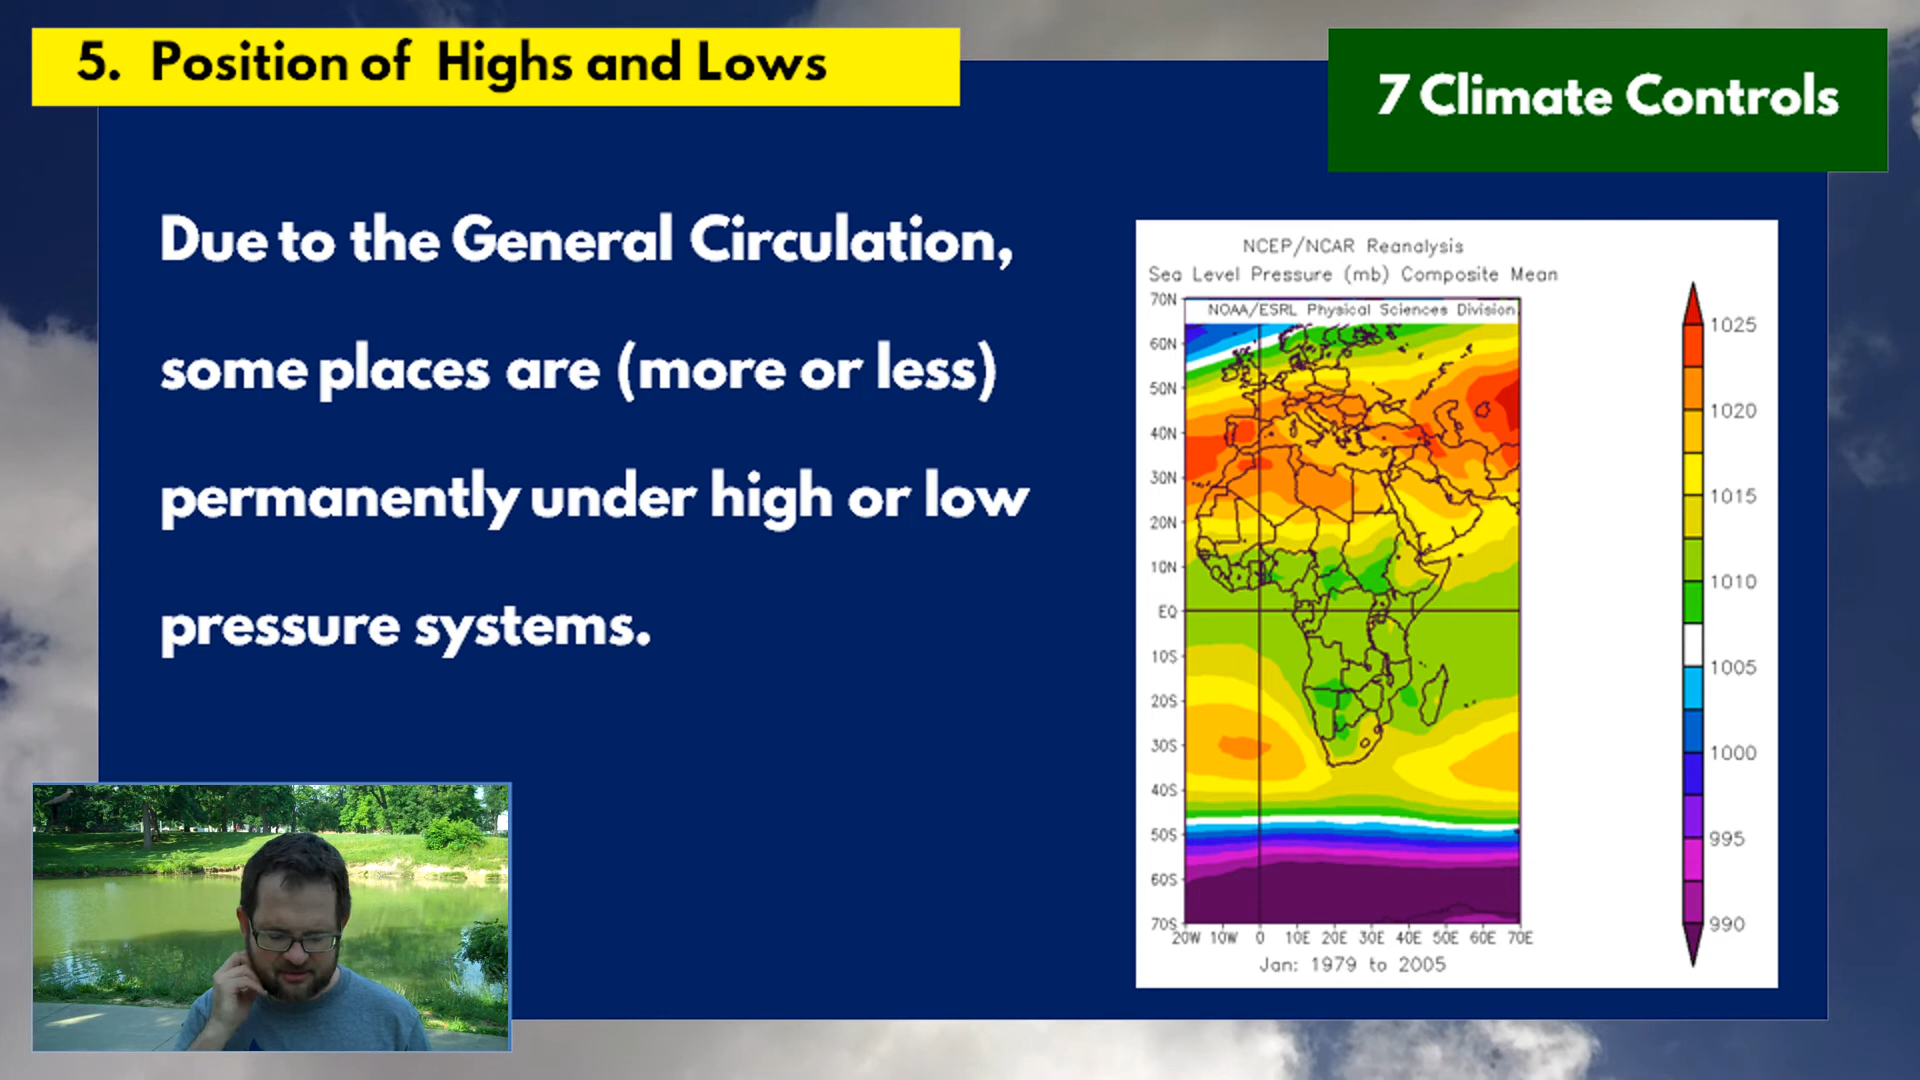 5. Position of Highs and Lows
7 Climate Controls
Due to the General Circulation,
some places are (more or less)
permanently under high or low
pressure systems.
NCEP/NCAR Reanalysis
Sea Level Pressure (mb) Composite Mean
NOAA/ESRL Physical Sciences Division
70N
60N
50N
40N
30N
20N
10N
EQ
10S
20S
30S
40S
50S
60S
70S
20W 10W 0 10E 20E 30E 40E 50E 60E 70E
Jan: 1979 to 2005
1025
1020
1015
1010
1005
1000
995
990